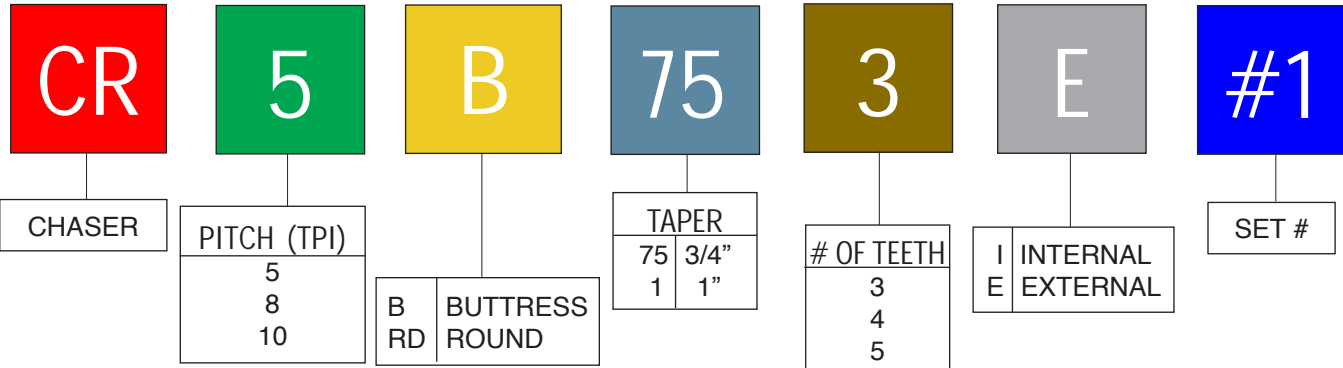 CR 5 B 75 3 E #1
CHASER
PITCH (TPI)
5
8
10
B BUTTRESS
RD ROUND
TAPER
75 3/4”
1 1”
# OF TEETH
3
4
5
I INTERNAL
E EXTERNAL
SET #